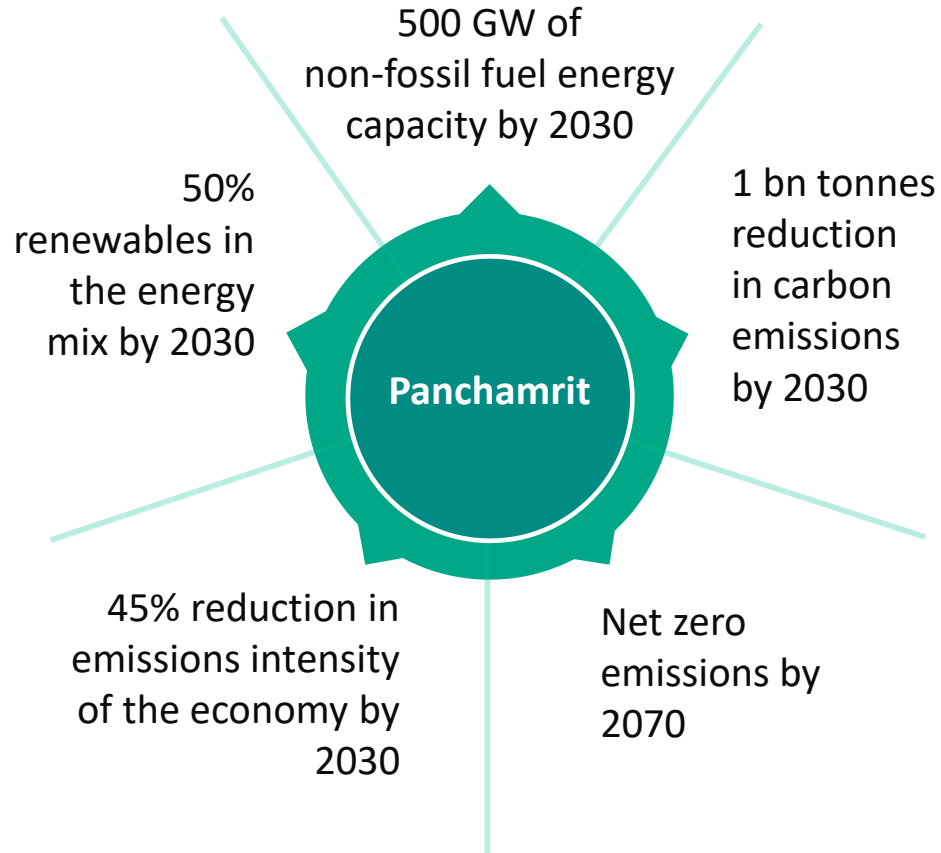 500 GW of
non-fossil fuel energy
capacity by 2030
1 bn tonnes
reduction
in carbon
emissions
by 2030
Net zero
emissions by
2070
45% reduction in
emissions intensity
of the economy by
2030
50%
renewables in
the energy
mix by 2030
Panchamrit